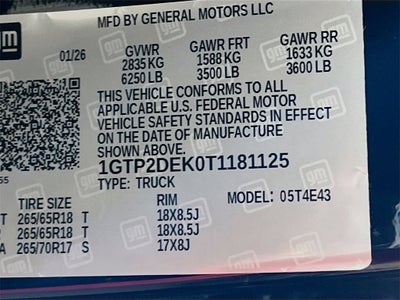 MFD BY GENERAL MOTORS LLC
gm
01/26
GVWR GAWR FRT GAWR RR
2835 KG 1588 KG 1633 KG
6250 LB 3500 LB 3600 LB
THIS VEHICLE CONFORMS TO ALL
APPLICABLE U.S. FEDERAL MOTOR
VEHICLE SAFETY STANDARDS IN EFFECT
ON THE DATE OF MANUFACTURE
SHOWN ABOVE.
1GTP2DEK0T1181125
55
TYPE: TRUCK
TIRE SIZE RIM MODEL: 05T4E43
T 265/65R18 T 18X8.5J
T 265/65R18 T 18X8.5J
A 265/70R17 S 17X8J